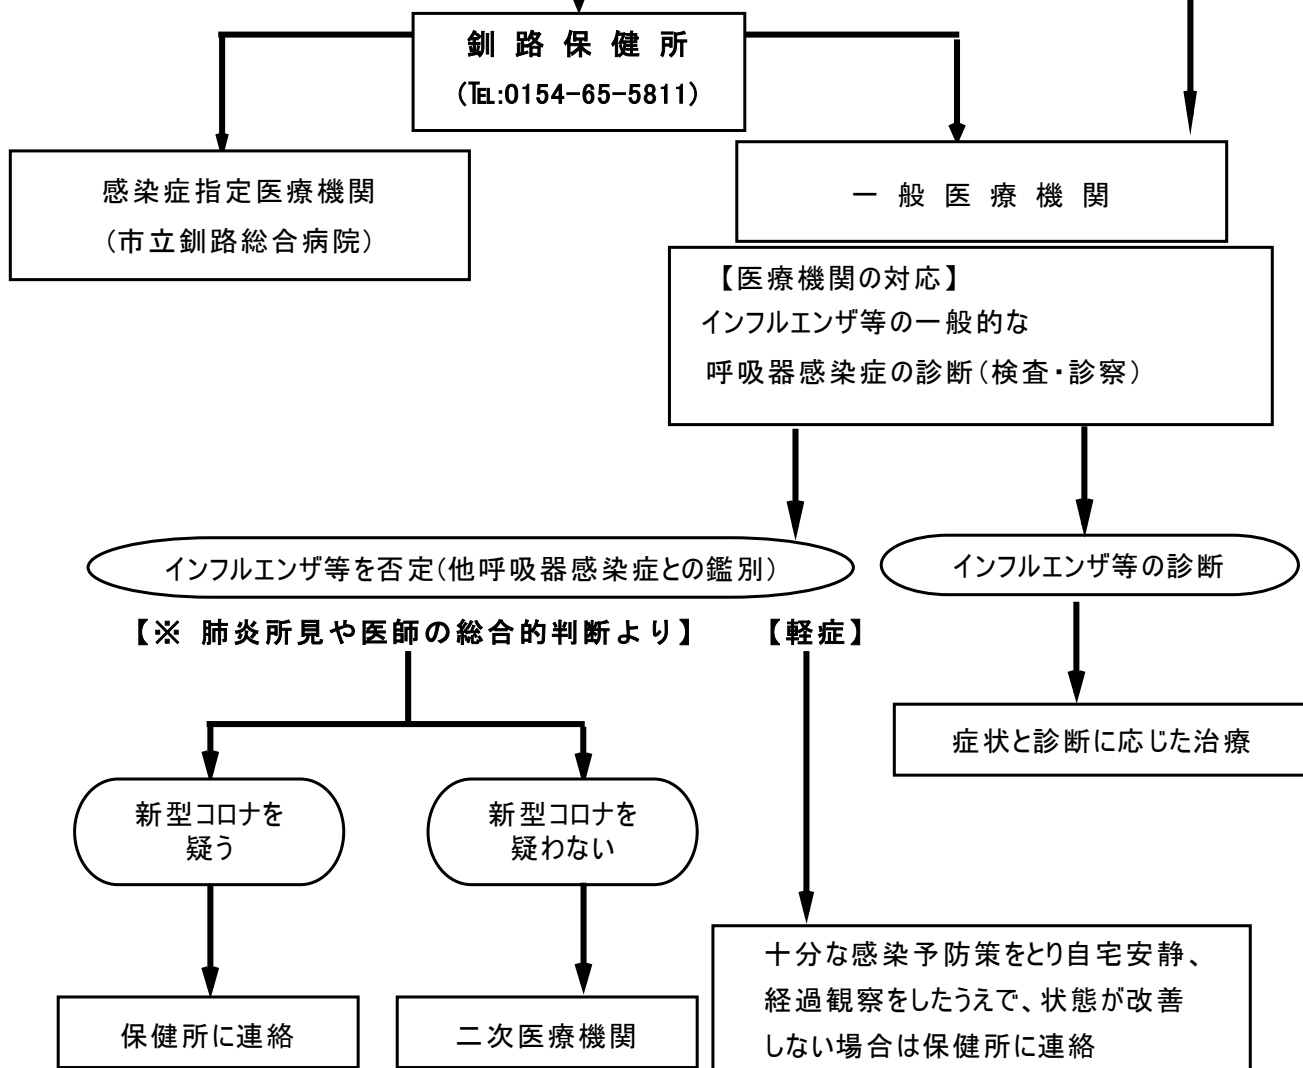 釧路保健所
(℡:0154-65-5811)
感染症指定医療機関
(市立釧路総合病院)
一般医療機関
【医療機関の対応】
インフルエンザ等の一般的な
呼吸器感染症の診断(検査・診察)
インフルエンザ等を否定(他呼吸器感染症との鑑別)
インフルエンザ等の診断
【※ 肺炎所見や医師の総合的判断より】
【軽症】
症状と診断に応じた治療
新型コロナを
疑う
新型コロナを
疑わない
十分な感染予防策をとり自宅安静、
経過観察をしたうえで、状態が改善
しない場合は保健所に連絡
保健所に連絡
二次医療機関